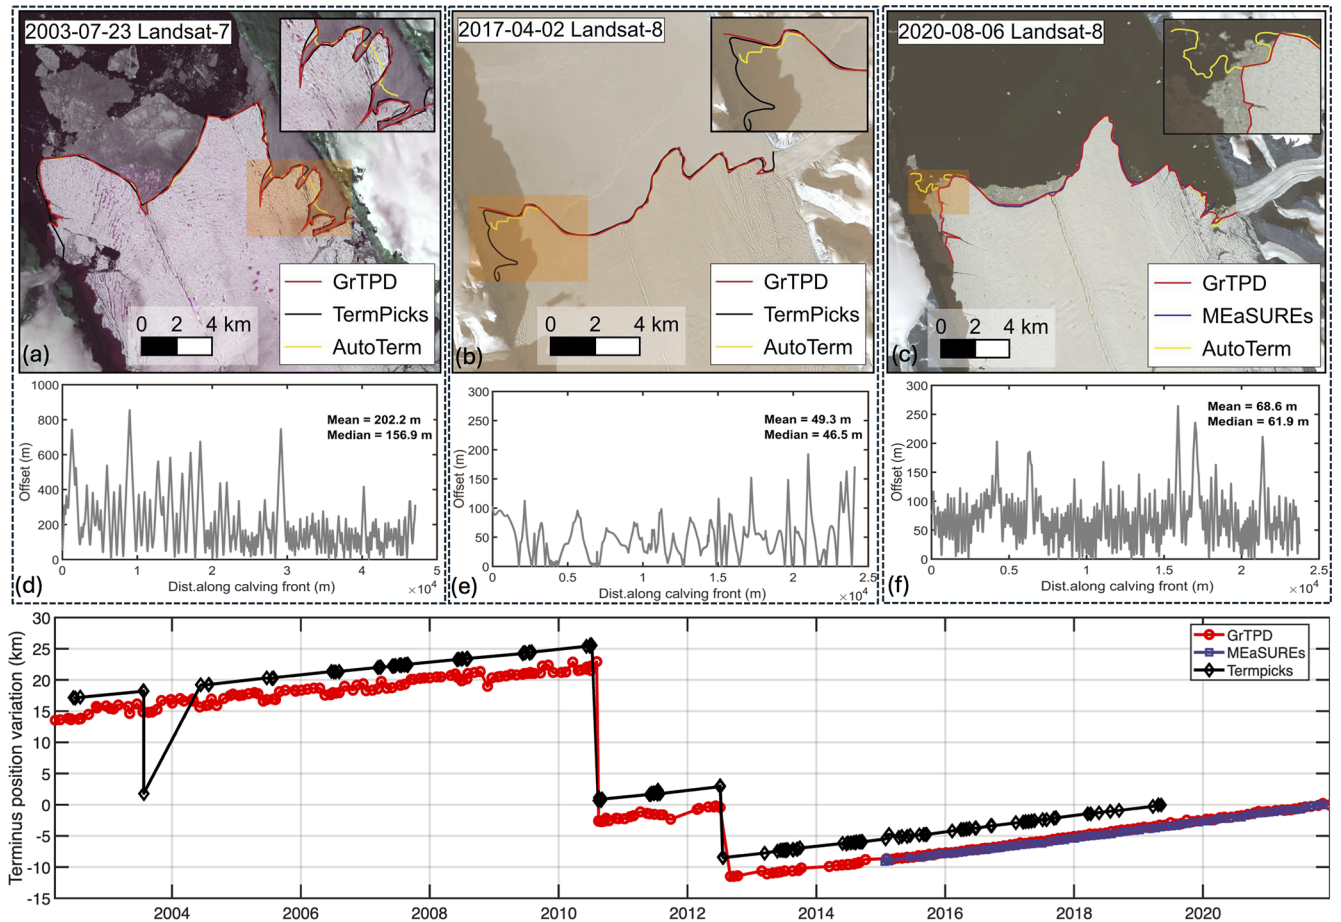 2003-07-23 Landsat-7
GrTPD
TermPicks
AutoTerm
0 2 4 km
(a)
2017-04-02 Landsat-8
GrTPD
TermPicks
AutoTerm
0 2 4 km
(b)
2020-08-06 Landsat-8
GrTPD
MEaSUREs
AutoTerm
0 2 4 km
(c)
1000
800
600
400
200
0
Offset (m)
Mean = 202.2 m
Median = 156.9 m
0 1 2 3 4 5
×10⁴
Dist.along calving front (m)
(d)
300
250
200
150
100
50
0
Offset (m)
Mean = 49.3 m
Median = 46.5 m
0 0.5 1 1.5 2 2.5
×10⁴
Dist.along calving front (m)
(e)
300
250
200
150
100
50
0
Offset (m)
Mean = 68.6 m
Median = 61.9 m
0 0.5 1 1.5 2 2.5
×10⁴
Dist.along calving front (m)
(f)
Terminus position variation (km)
30
25
20
15
10
5
0
-5
-10
-15
GrTPD
MEaSUREs
Termpicks
2004 2006 2008 2010 2012 2014 2016 2018 2020